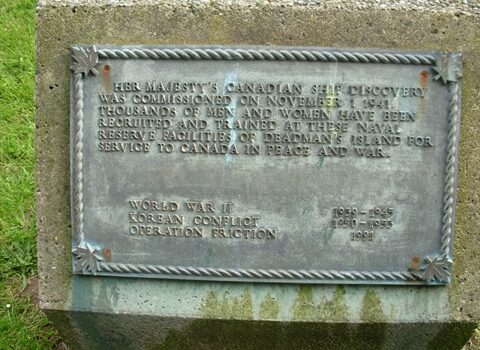 HER MAJESTY'S CANADIAN SHIP DISCOVERY
WAS COMMISSIONED ON NOVEMBER 1, 1941.
THOUSANDS OF MEN AND WOMEN HAVE BEEN
RECRUITED AND TRAINED AT THESE NAVAL
RESERVE FACILITIES OF DEADMAN'S ISLAND FOR
SERVICE TO CANADA IN PEACE AND WAR.
WORLD WAR II 1939-1945
KOREAN CONFLICT 1950-1953
OPERATION FRICTION 1991